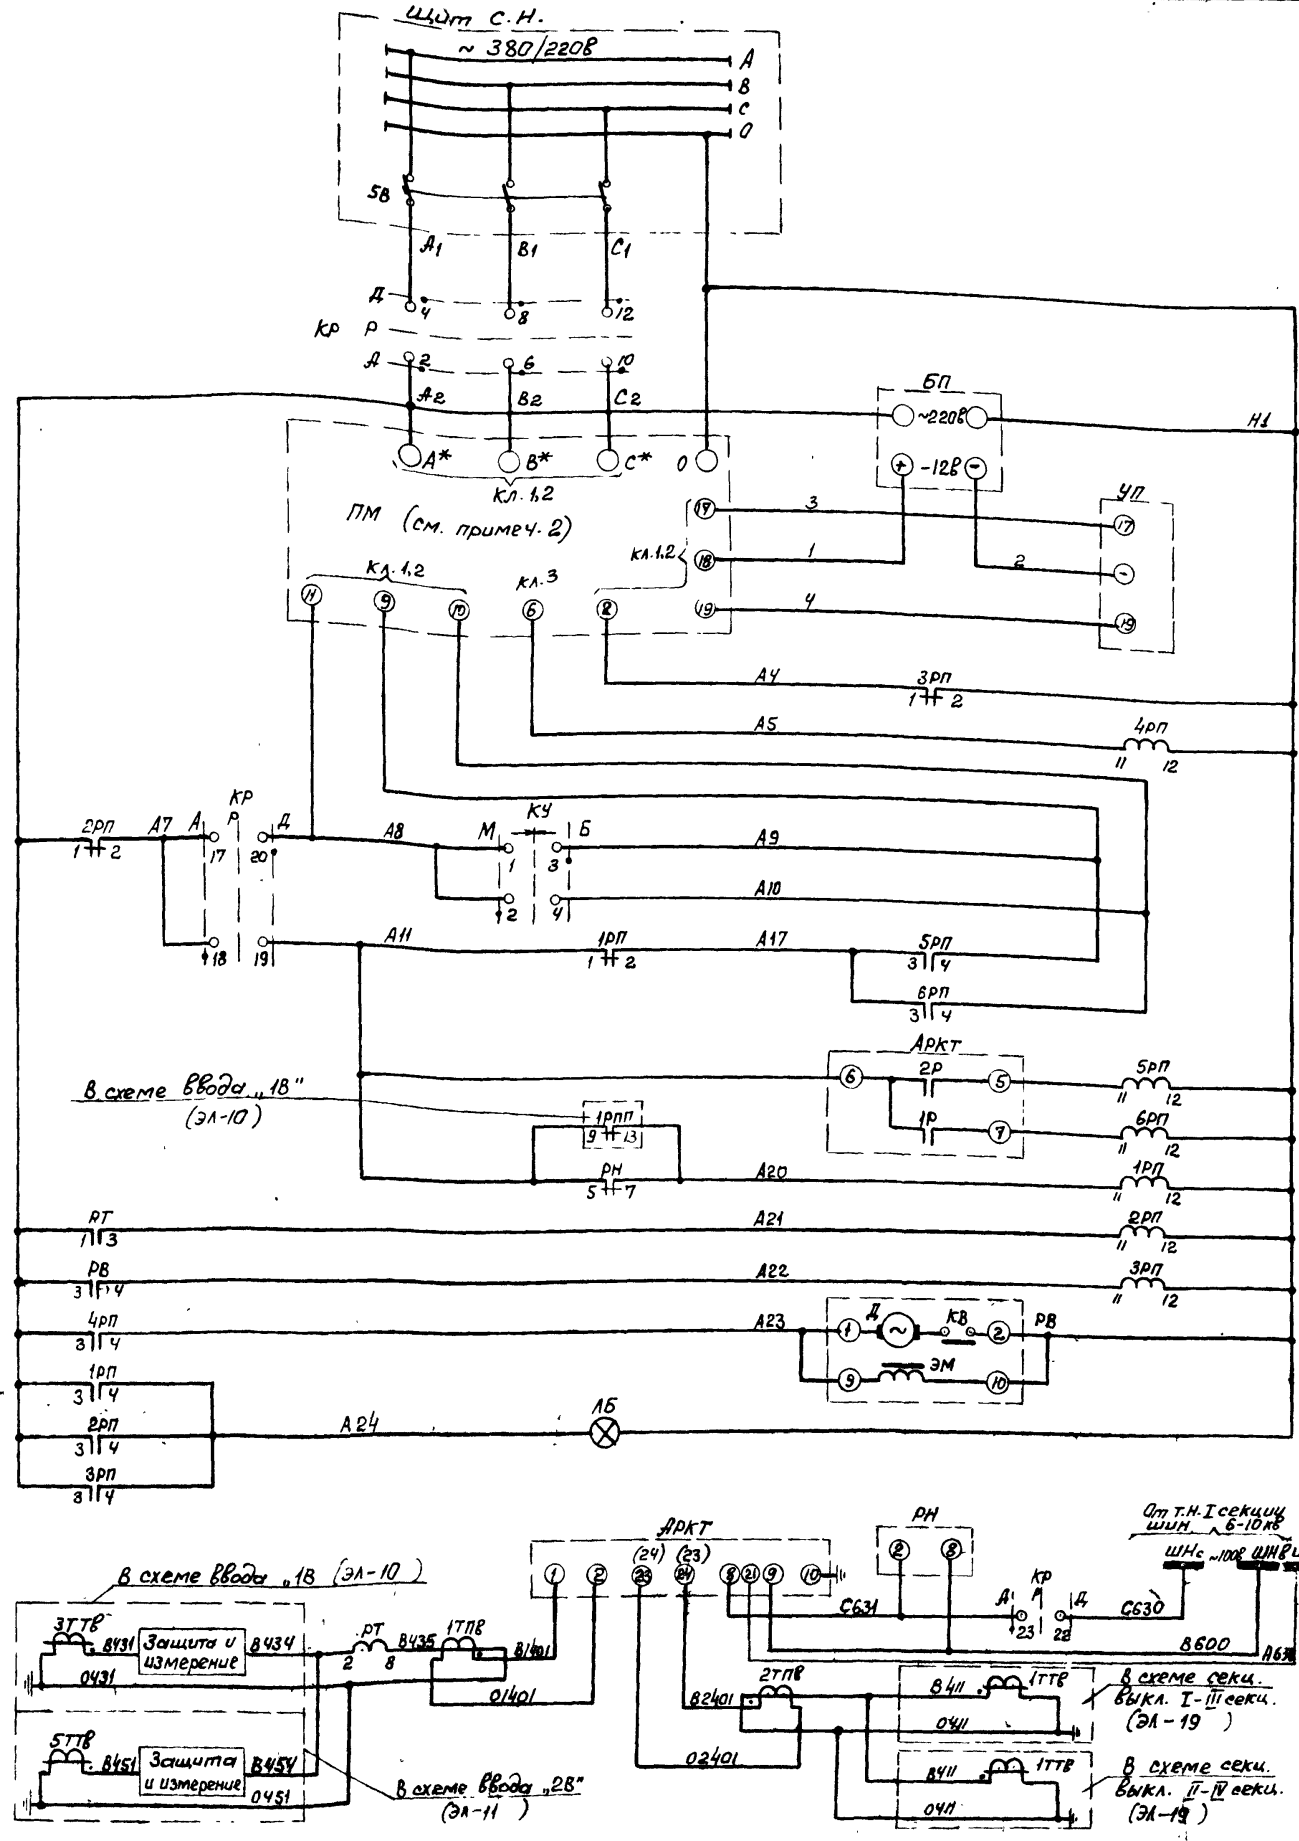 Щит С.Н.
~ 380/220В
А
В
С
О
5В
А1 В1 С1
Д 4 8 12
КР Р
А 2 6 10
А2 В2 С2
БП
~220В
Н1
+ -12В -
А* В* С* О
Кл. 1,2
ПМ (см. примеч. 2)
17 3
УП
17
кл.1,2
18 1
2 -
19 4
19
Кл. 1,2 Кл. 3
11 9 10 6 8
А4 3РП
1 2
А5 4РП
11 12
КР
2РП А7 А Р Д А8 М КУ Б А9
1 2 17 20 1 3
А10
2 4
18 19
А11 1РП А17 5РП
1 2 3 4
6РП
3 4
АРКТ
6 2Р 5 5РП
11 12
1Р 7 6РП
11 12
В схеме ввода „1В"
(ЭЛ-10)
1РПП
9 13
РН А20 1РП
5 7 11 12
РТ А21 2РП
1 3 11 12
РВ А22 3РП
3 4 11 12
4РП А23 1 Д ~ КВ 2 РВ
3 4
9 ЭМ 10
1РП
3 4
2РП А24 ЛБ
3 4
3РП
3 4
От Т.Н. I секции
шин 6-10кВ
ШНс ~100В ШНВ
АРКТ
(24) (23)
1 2 23 24 8 21 9 10
РН
2 8
С631 А КР Р Д С630
23 22
В600
А630
В схеме ввода „1В (ЭЛ-10)
3ТТВ В431 Защита и
измерение В434 РТ В435 1ТПВ В1401
2 8
0431
01401
5ТТВ В451 Защита
и измерение В454
0451
В схеме ввода „2В"
(ЭЛ-11)
2ТПВ
В2401
02401
В411 1ТТВ
0411
В схеме секц.
выкл. I-III секц.
(ЭЛ-19)
В411 1ТТВ
0411
В схеме секц.
выкл. II-IV секц.
(ЭЛ-19)